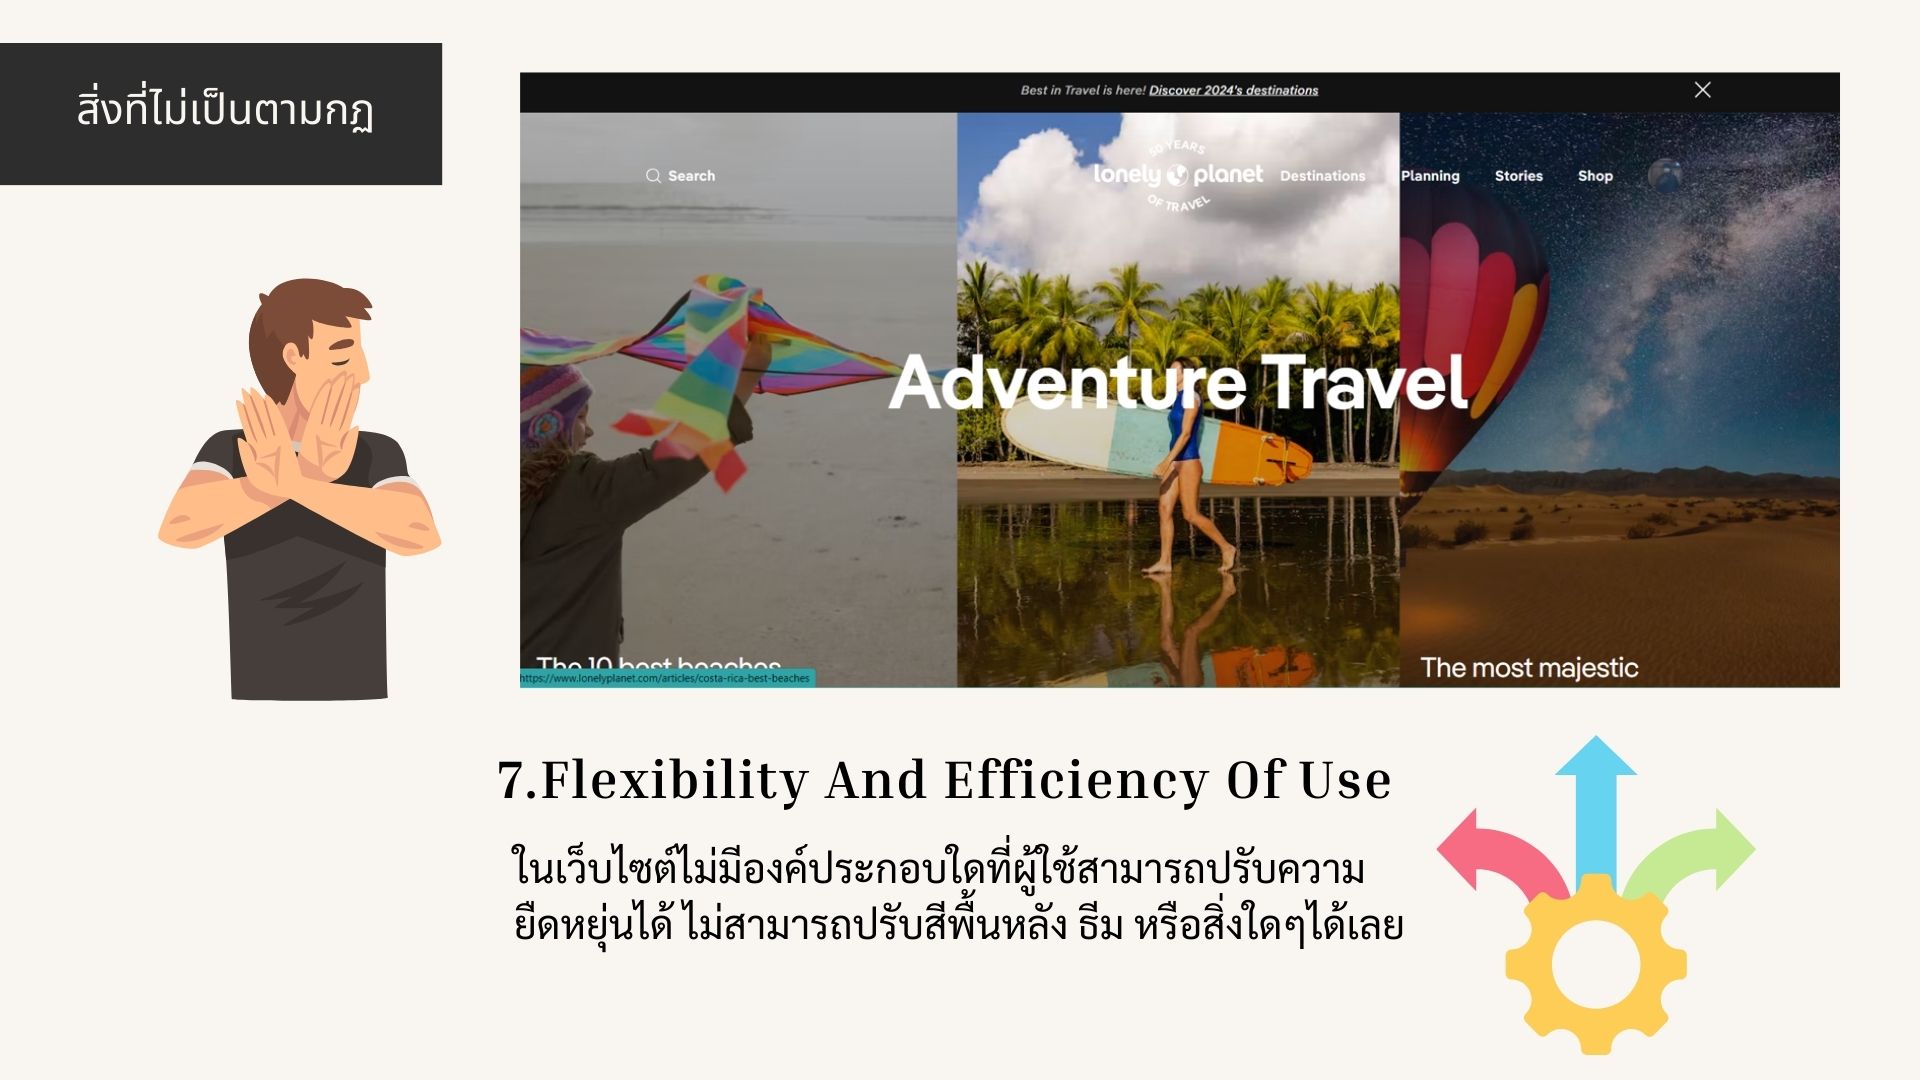 สิ่งที่ไม่เป็นตามกฏ
Best in Travel is here! Discover 2024's destinations
Search
50 YEARS
lonely planet
OF TRAVEL
Destinations
Planning
Stories
Shop
Adventure Travel
The 10 best beaches
https://www.lonelyplanet.com/articles/costa-rica-best-beaches
The most majestic
7.Flexibility And Efficiency Of Use
ในเว็บไซต์ไม่มีองค์ประกอบใดที่ผู้ใช้สามารถปรับความ
ยืดหยุ่นได้ ไม่สามารถปรับสีพื้นหลัง ธีม หรือสิ่งใดๆได้เลย